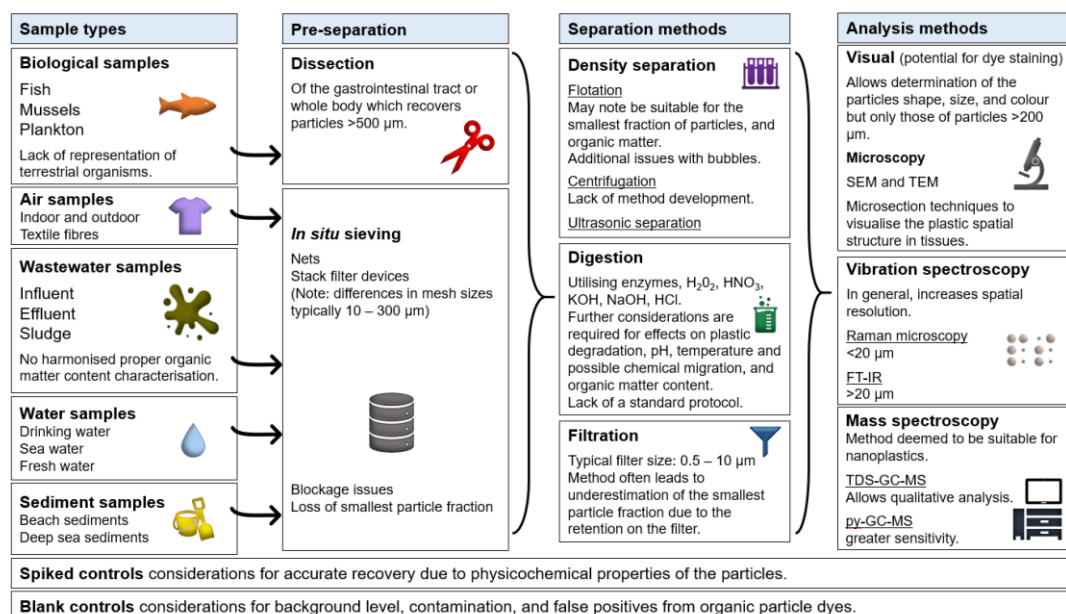 Sample types
Biological samples
Fish
Mussels
Plankton
Lack of representation of
terrestrial organisms.
Air samples
Indoor and outdoor
Textile fibres
Wastewater samples
Influent
Effluent
Sludge
No harmonised proper organic
matter content characterisation.
Water samples
Drinking water
Sea water
Fresh water
Sediment samples
Beach sediments
Deep sea sediments
Pre-separation
Dissection
Of the gastrointestinal tract or
whole body which recovers
particles >500 µm.
In situ sieving
Nets
Stack filter devices
(Note: differences in mesh sizes
typically 10 – 300 µm)
Blockage issues
Loss of smallest particle fraction
Separation methods
Density separation
Flotation
May note be suitable for the
smallest fraction of particles, and
organic matter.
Additional issues with bubbles.
Centrifugation
Lack of method development.
Ultrasonic separation
Digestion
Utilising enzymes, H₂0₂, HNO₃,
KOH, NaOH, HCl.
Further considerations are
required for effects on plastic
degradation, pH, temperature and
possible chemical migration, and
organic matter content.
Lack of a standard protocol.
Filtration
Typical filter size: 0.5 – 10 µm
Method often leads to
underestimation of the smallest
particle fraction due to the
retention on the filter.
Analysis methods
Visual (potential for dye staining)
Allows determination of the
particles shape, size, and colour
but only those of particles >200
µm.
Microscopy
SEM and TEM
Microsection techniques to
visualise the plastic spatial
structure in tissues.
Vibration spectroscopy
In general, increases spatial
resolution.
Raman microscopy
<20 µm
FT-IR
>20 µm
Mass spectroscopy
Method deemed to be suitable for
nanoplastics.
TDS-GC-MS
Allows qualitative analysis.
py-GC-MS
greater sensitivity.
Spiked controls considerations for accurate recovery due to physicochemical properties of the particles.
Blank controls considerations for background level, contamination, and false positives from organic particle dyes.